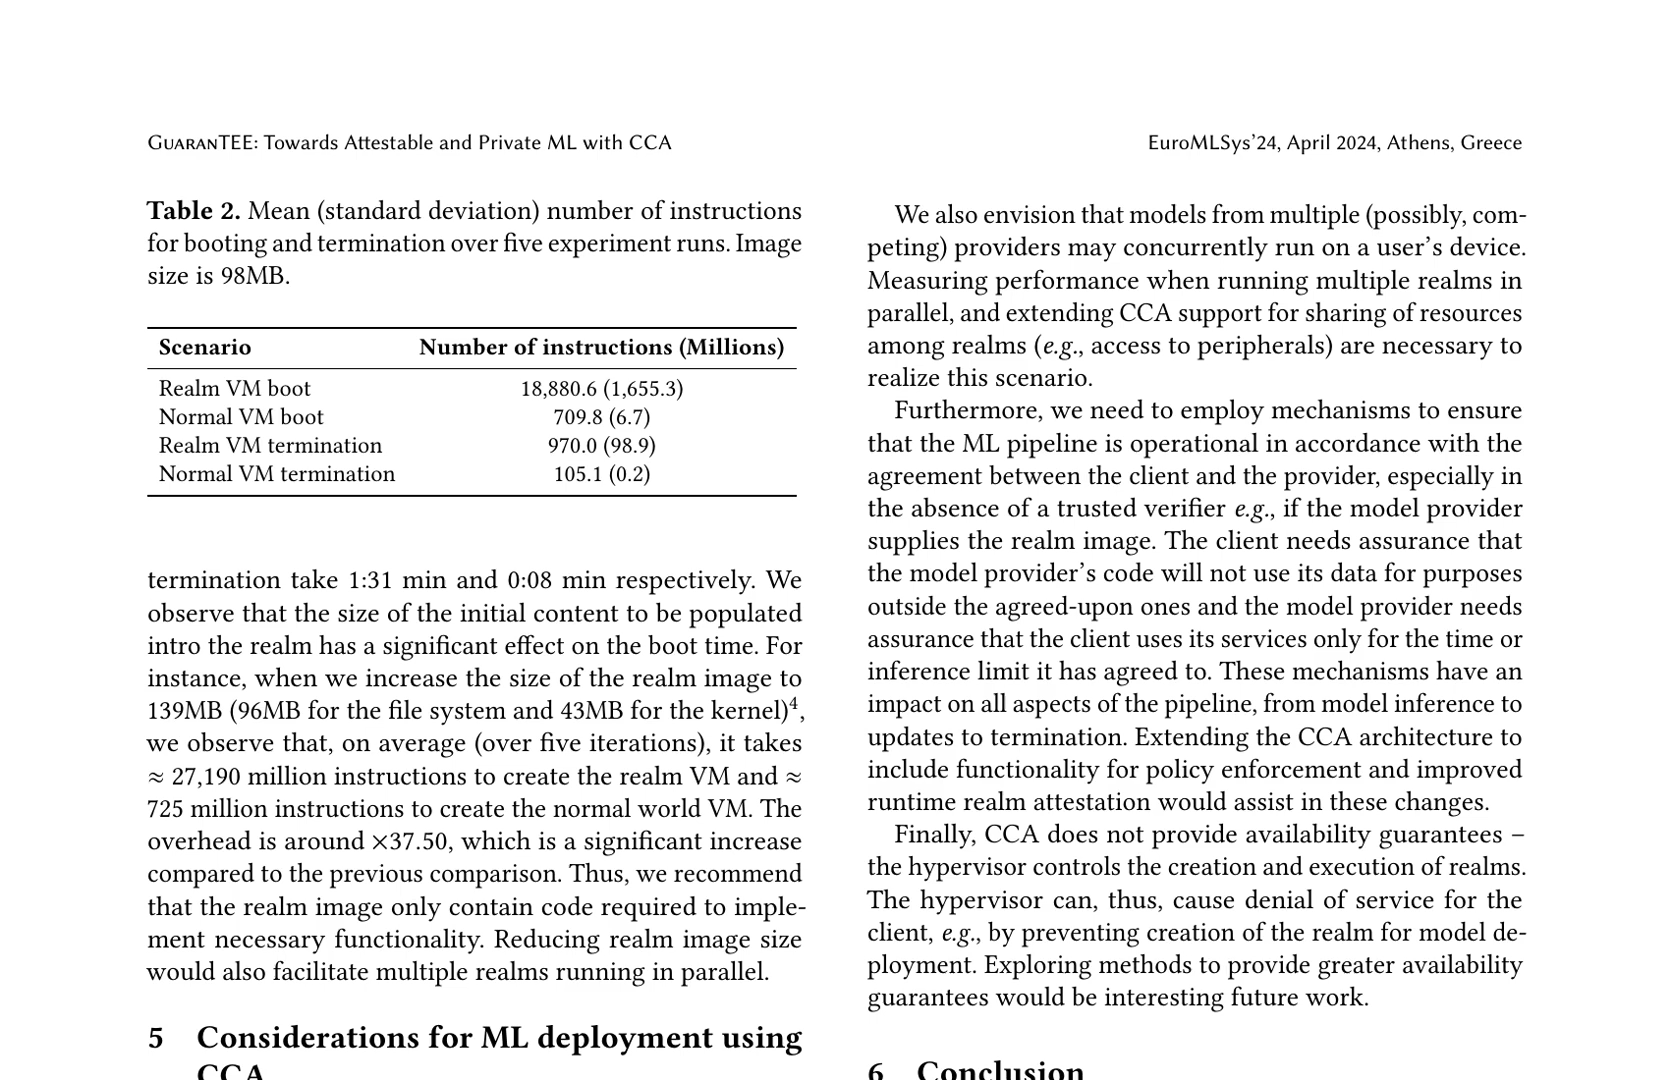 GuaranTEE: Towards Attestable and Private ML with CCA
EuroMLSys’24, April 2024, Athens, Greece
Table 2. Mean (standard deviation) number of instructions
for booting and termination over five experiment runs. Image
size is 98MB.
Scenario Number of instructions (Millions)
Realm VM boot 18,880.6 (1,655.3)
Normal VM boot 709.8 (6.7)
Realm VM termination 970.0 (98.9)
Normal VM termination 105.1 (0.2)
termination take 1:31 min and 0:08 min respectively. We
observe that the size of the initial content to be populated
intro the realm has a significant effect on the boot time. For
instance, when we increase the size of the realm image to
139MB (96MB for the file system and 43MB for the kernel)⁴,
we observe that, on average (over five iterations), it takes
≈ 27,190 million instructions to create the realm VM and ≈
725 million instructions to create the normal world VM. The
overhead is around ×37.50, which is a significant increase
compared to the previous comparison. Thus, we recommend
that the realm image only contain code required to imple-
ment necessary functionality. Reducing realm image size
would also facilitate multiple realms running in parallel.
5 Considerations for ML deployment using
CCA
We also envision that models from multiple (possibly, com-
peting) providers may concurrently run on a user’s device.
Measuring performance when running multiple realms in
parallel, and extending CCA support for sharing of resources
among realms (e.g., access to peripherals) are necessary to
realize this scenario.
Furthermore, we need to employ mechanisms to ensure
that the ML pipeline is operational in accordance with the
agreement between the client and the provider, especially in
the absence of a trusted verifier e.g., if the model provider
supplies the realm image. The client needs assurance that
the model provider’s code will not use its data for purposes
outside the agreed-upon ones and the model provider needs
assurance that the client uses its services only for the time or
inference limit it has agreed to. These mechanisms have an
impact on all aspects of the pipeline, from model inference to
updates to termination. Extending the CCA architecture to
include functionality for policy enforcement and improved
runtime realm attestation would assist in these changes.
Finally, CCA does not provide availability guarantees –
the hypervisor controls the creation and execution of realms.
The hypervisor can, thus, cause denial of service for the
client, e.g., by preventing creation of the realm for model de-
ployment. Exploring methods to provide greater availability
guarantees would be interesting future work.
6 Conclusion